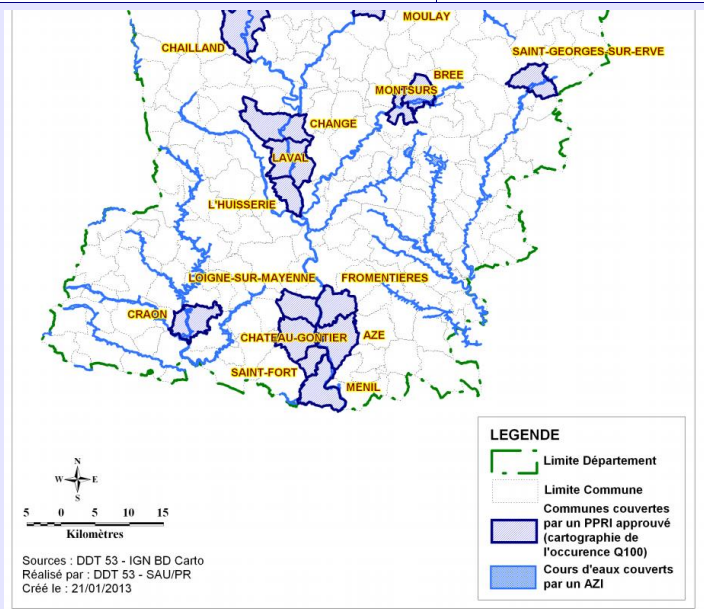 MOULAY
CHAILLAND
SAINT-GEORGES-SUR-ERVE
BREE
MONTSURS
CHANGE
LAVAL
L'HUISSERIE
LOIGNE-SUR-MAYENNE
FROMENTIERES
CRAON
CHATEAU-GONTIER
AZE
SAINT-FORT
MENIL
LEGENDE
Limite Département
Limite Commune
Communes couvertes
par un PPRI approuvé
(cartographie de
l'occurence Q100)
Cours d'eaux couverts
par un AZI
N
W E
S
5 0 5 10 15
Kilomètres
Sources : DDT 53 - IGN BD Carto
Réalisé par : DDT 53 - SAU/PR
Créé le : 21/01/2013